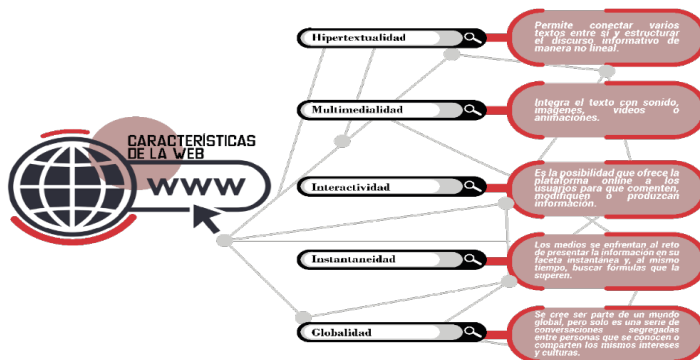 CARACTERÍSTICAS
DE LA WEB
WWW
Hipertextualidad
Permite conectar varios
textos entre sí y estructurar
el discurso informativo de
manera no lineal.
Multimedialidad
Integra el texto con sonido,
imágenes, videos o
animaciones.
Interactividad
Es la posibilidad que ofrece la
plataforma online a los
usuarios para que comenten,
modifiquen o produzcan
información.
Instantaneidad
Los medios se enfrentan al reto
de presentar la información en su
faceta instantánea y, al mismo
tiempo, buscar fórmulas que la
superen.
Globalidad
Se cree ser parte de un mundo
global, pero solo es una serie de
conversaciones segregadas
entre personas que se conocen o
comparten los mismos intereses
y culturas.